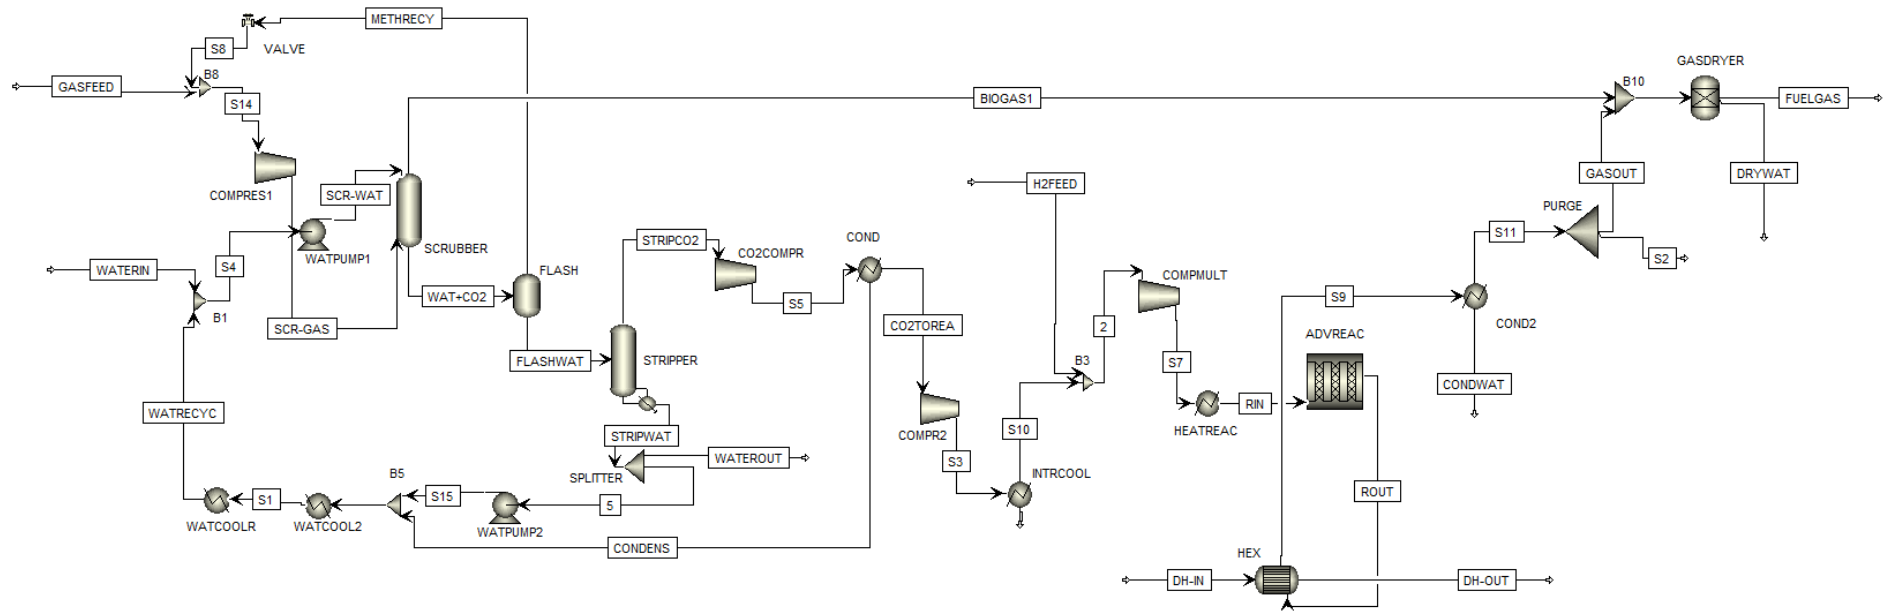 METHRECY
S8
VALVE
GASFEED
B8
S14
COMPRES1
SCR-WAT
WATPUMP1
SCRUBBER
WATERIN
S4
B1
SCR-GAS
WAT+CO2
FLASH
FLASHWAT
STRIPPER
STRIPCO2
CO2COMPR
S5
COND
CO2TOREA
STRIPWAT
SPLITTER
WATEROUT
WATRECYC
B5
S15
5
WATPUMP2
S1
WATCOOLR
WATCOOL2
CONDENS
COMPR2
S3
S10
INTRCOOL
H2FEED
B3
2
COMPMULT
S7
HEATREAC
RIN
ADVREAC
ROUT
HEX
DH-IN
DH-OUT
S9
COND2
CONDWAT
S11
PURGE
S2
GASOUT
BIOGAS1
B10
GASDRYER
FUELGAS
DRYWAT